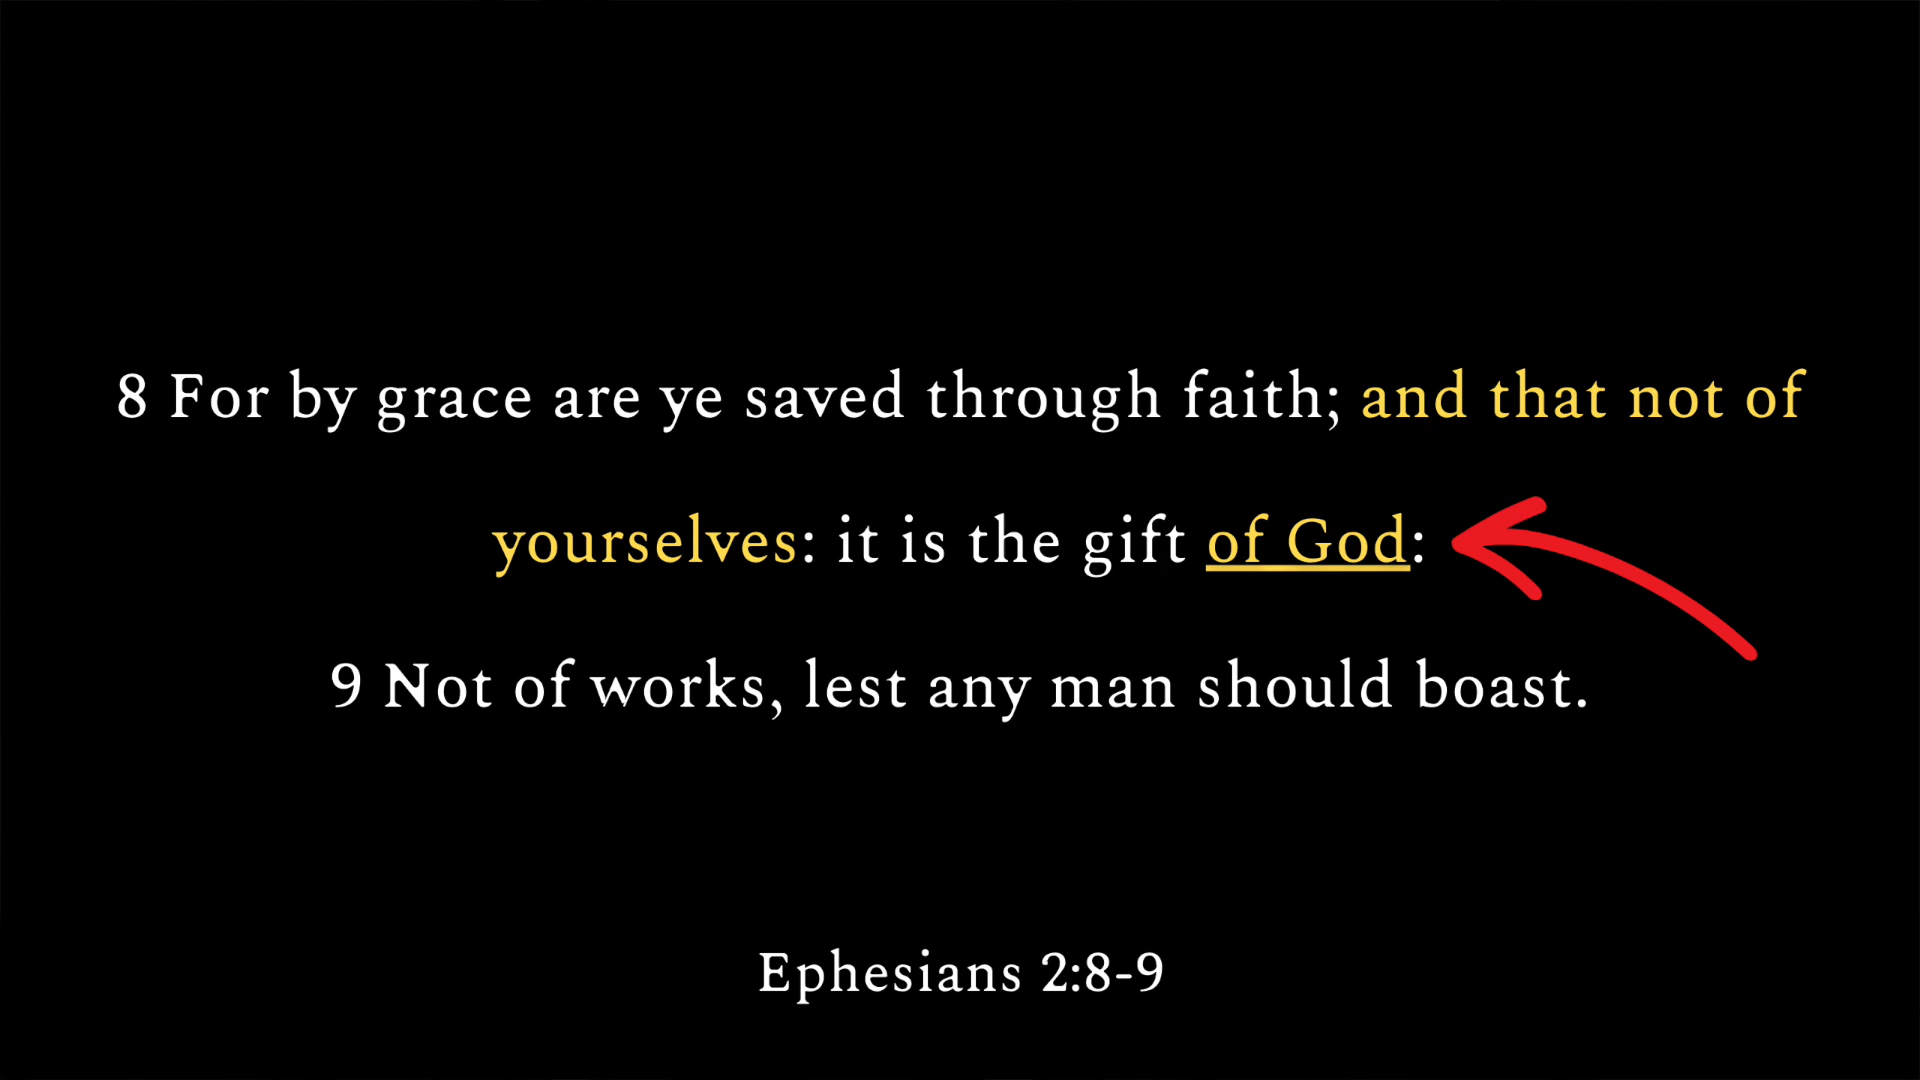 8 For by grace are ye saved through faith; and that not of
yourselves: it is the gift of God:
9 Not of works, lest any man should boast.
Ephesians 2:8-9